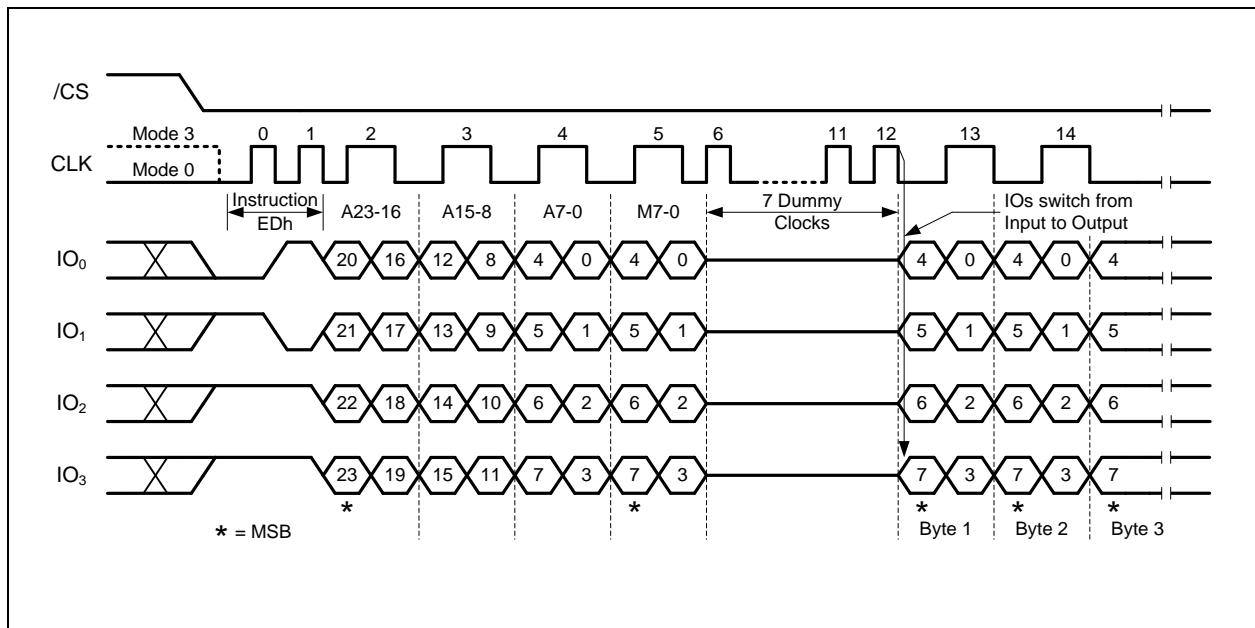 /CS
Mode 3 0 1 2 3 4 5 6 11 12 13 14
CLK
Mode 0
Instruction
EDh
A23-16 A15-8 A7-0 M7-0
7 Dummy
Clocks
IOs switch from
Input to Output
IO0 20 16 12 8 4 0 4 0 4 0 4 0 4
IO1 21 17 13 9 5 1 5 1 5 1 5 1 5
IO2 22 18 14 10 6 2 6 2 6 2 6 2 6
IO3 23 19 15 11 7 3 7 3 7 3 7 3 7
* * * * *
* = MSB
Byte 1 Byte 2 Byte 3